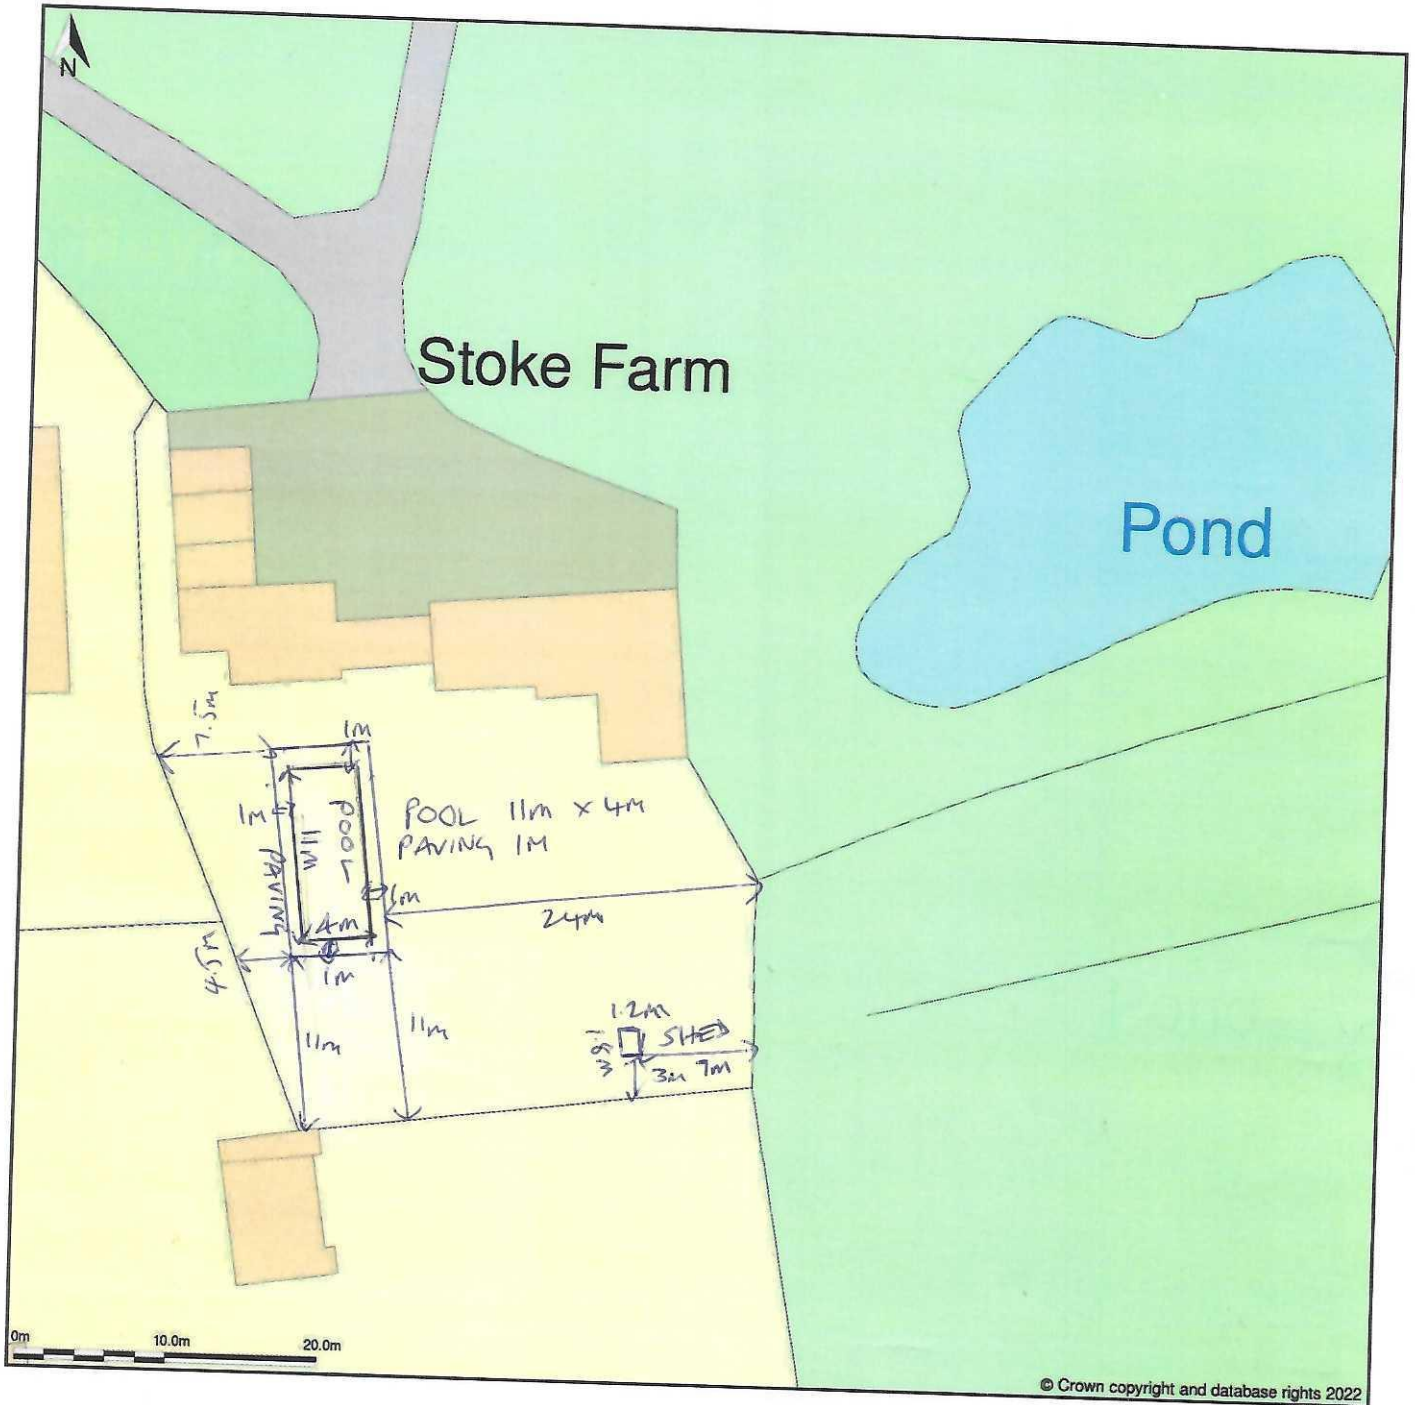 N
Stoke Farm
Pond
7.5m
1m
1m
POOL
11M
PAVING
POOL 11m x 4m
PAVING 1M
1m
4m
24m
4.5m
1m
11m
11m
1.2m
1.8m
SHED
3m
7m
0m
10.0m
20.0m
© Crown copyright and database rights 2022